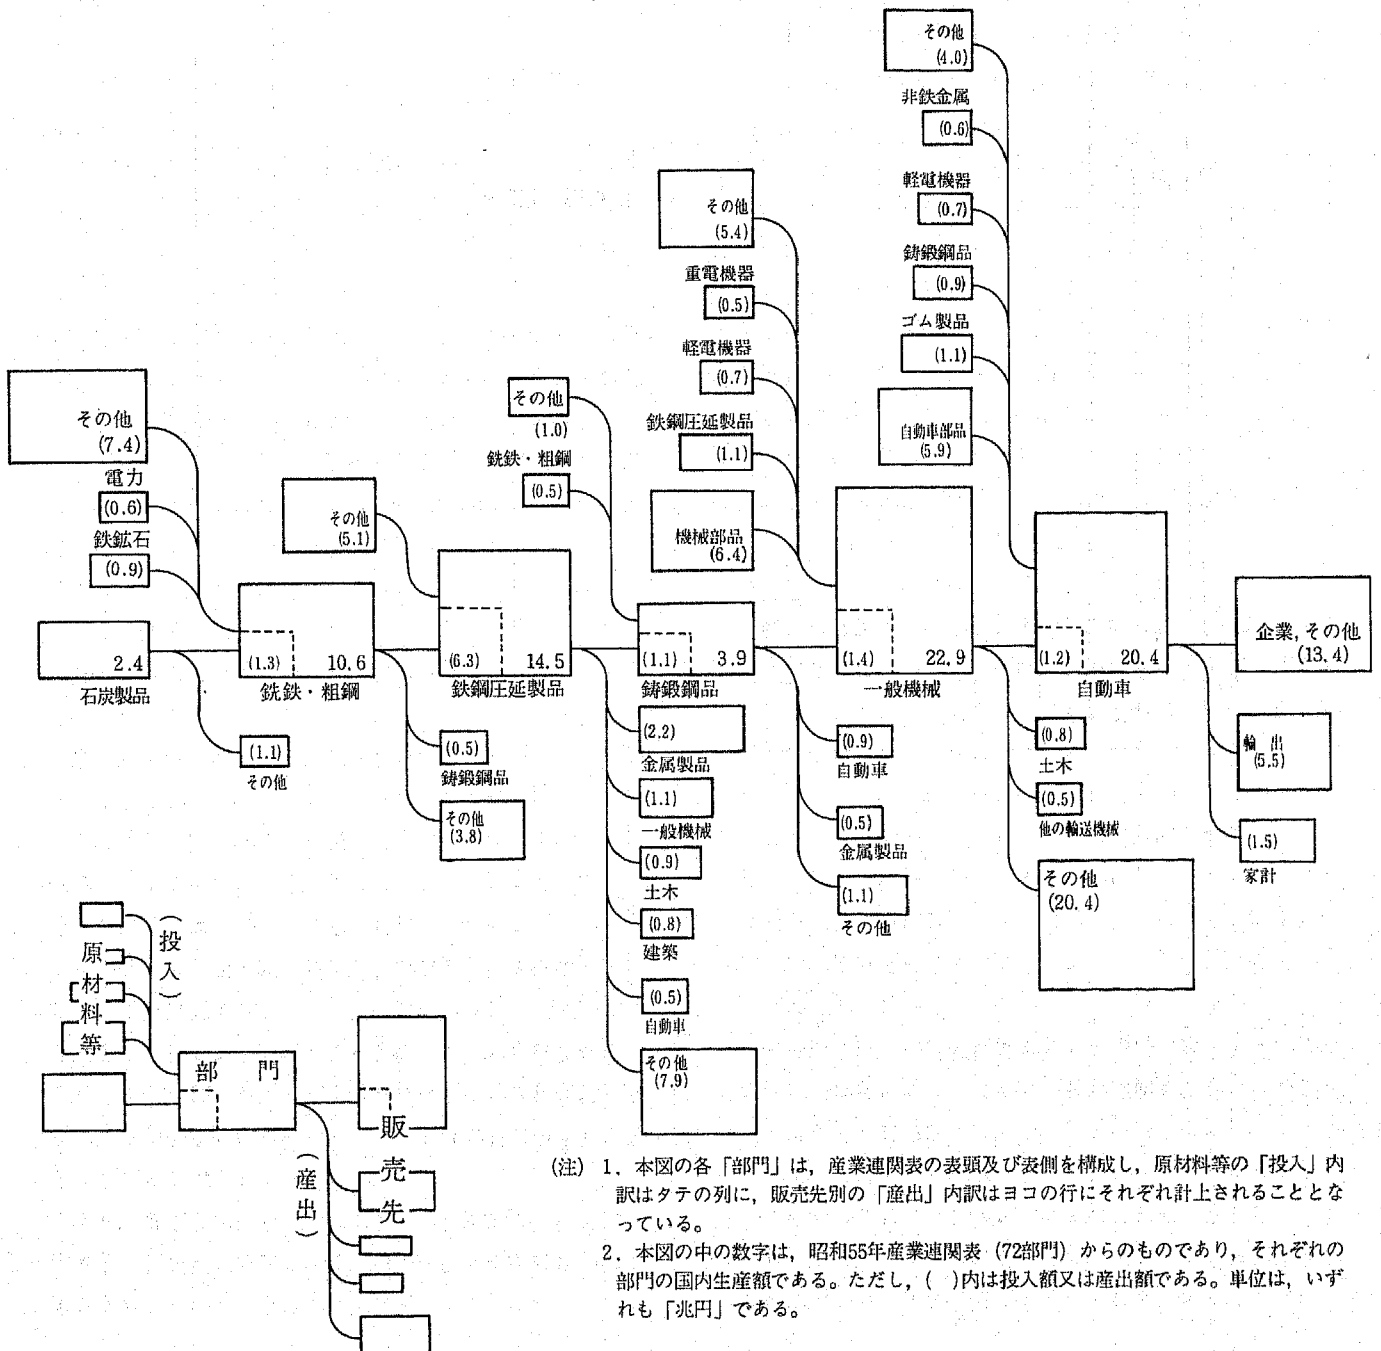 その他
(4.0)
非鉄金属
(0.6)
軽電機器
(0.7)
鋳鍛鋼品
(0.9)
ゴム製品
(1.1)
自動車部品
(5.9)
その他
(5.4)
重電機器
(0.5)
軽電機器
(0.7)
鉄鋼圧延製品
(1.1)
機械部品
(6.4)
その他
(1.0)
銑鉄・粗鋼
(0.5)
その他
(5.1)
その他
(7.4)
電力
(0.6)
鉄鉱石
(0.9)
2.4
石炭製品
(1.3) 10.6
銑鉄・粗鋼
(6.3) 14.5
鉄鋼圧延製品
(1.1) 3.9
鋳鍛鋼品
(1.4) 22.9
一般機械
(1.2) 20.4
自動車
企業,その他
(13.4)
(1.1)
その他
(0.5)
鋳鍛鋼品
その他
(3.8)
(2.2)
金属製品
(1.1)
一般機械
(0.9)
土木
(0.8)
建築
(0.5)
自動車
その他
(7.9)
(0.9)
自動車
(0.5)
金属製品
(1.1)
その他
(0.8)
土木
(0.5)
他の輸送機械
その他
(20.4)
輸出
(5.5)
(1.5)
家計
(投入)
原材料等
部門
(産出)
販売先
(注) 1. 本図の各「部門」は,産業連関表の表頭及び表側を構成し,原材料等の「投入」内
訳はタテの列に,販売先別の「産出」内訳はヨコの行にそれぞれ計上されることとな
っている。
2. 本図の中の数字は,昭和55年産業連関表(72部門)からのものであり,それぞれの
部門の国内生産額である。ただし,( )内は投入額又は産出額である。単位は,いず
れも「兆円」である。